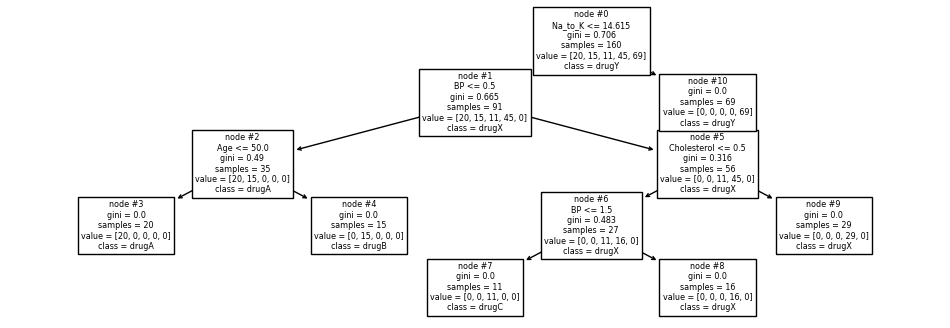 node #0
Na_to_K <= 14.615
gini = 0.706
samples = 160
value = [20, 15, 11, 45, 69]
class = drugY
node #1
BP <= 0.5
gini = 0.665
samples = 91
value = [20, 15, 11, 45, 0]
class = drugX
node #10
gini = 0.0
samples = 69
value = [0, 0, 0, 0, 69]
class = drugY
node #2
Age <= 50.0
gini = 0.49
samples = 35
value = [20, 15, 0, 0, 0]
class = drugA
node #5
Cholesterol <= 0.5
gini = 0.316
samples = 56
value = [0, 0, 11, 45, 0]
class = drugX
node #3
gini = 0.0
samples = 20
value = [20, 0, 0, 0, 0]
class = drugA
node #4
gini = 0.0
samples = 15
value = [0, 15, 0, 0, 0]
class = drugB
node #6
BP <= 1.5
gini = 0.483
samples = 27
value = [0, 0, 11, 16, 0]
class = drugX
node #9
gini = 0.0
samples = 29
value = [0, 0, 0, 29, 0]
class = drugX
node #7
gini = 0.0
samples = 11
value = [0, 0, 11, 0, 0]
class = drugC
node #8
gini = 0.0
samples = 16
value = [0, 0, 0, 16, 0]
class = drugX